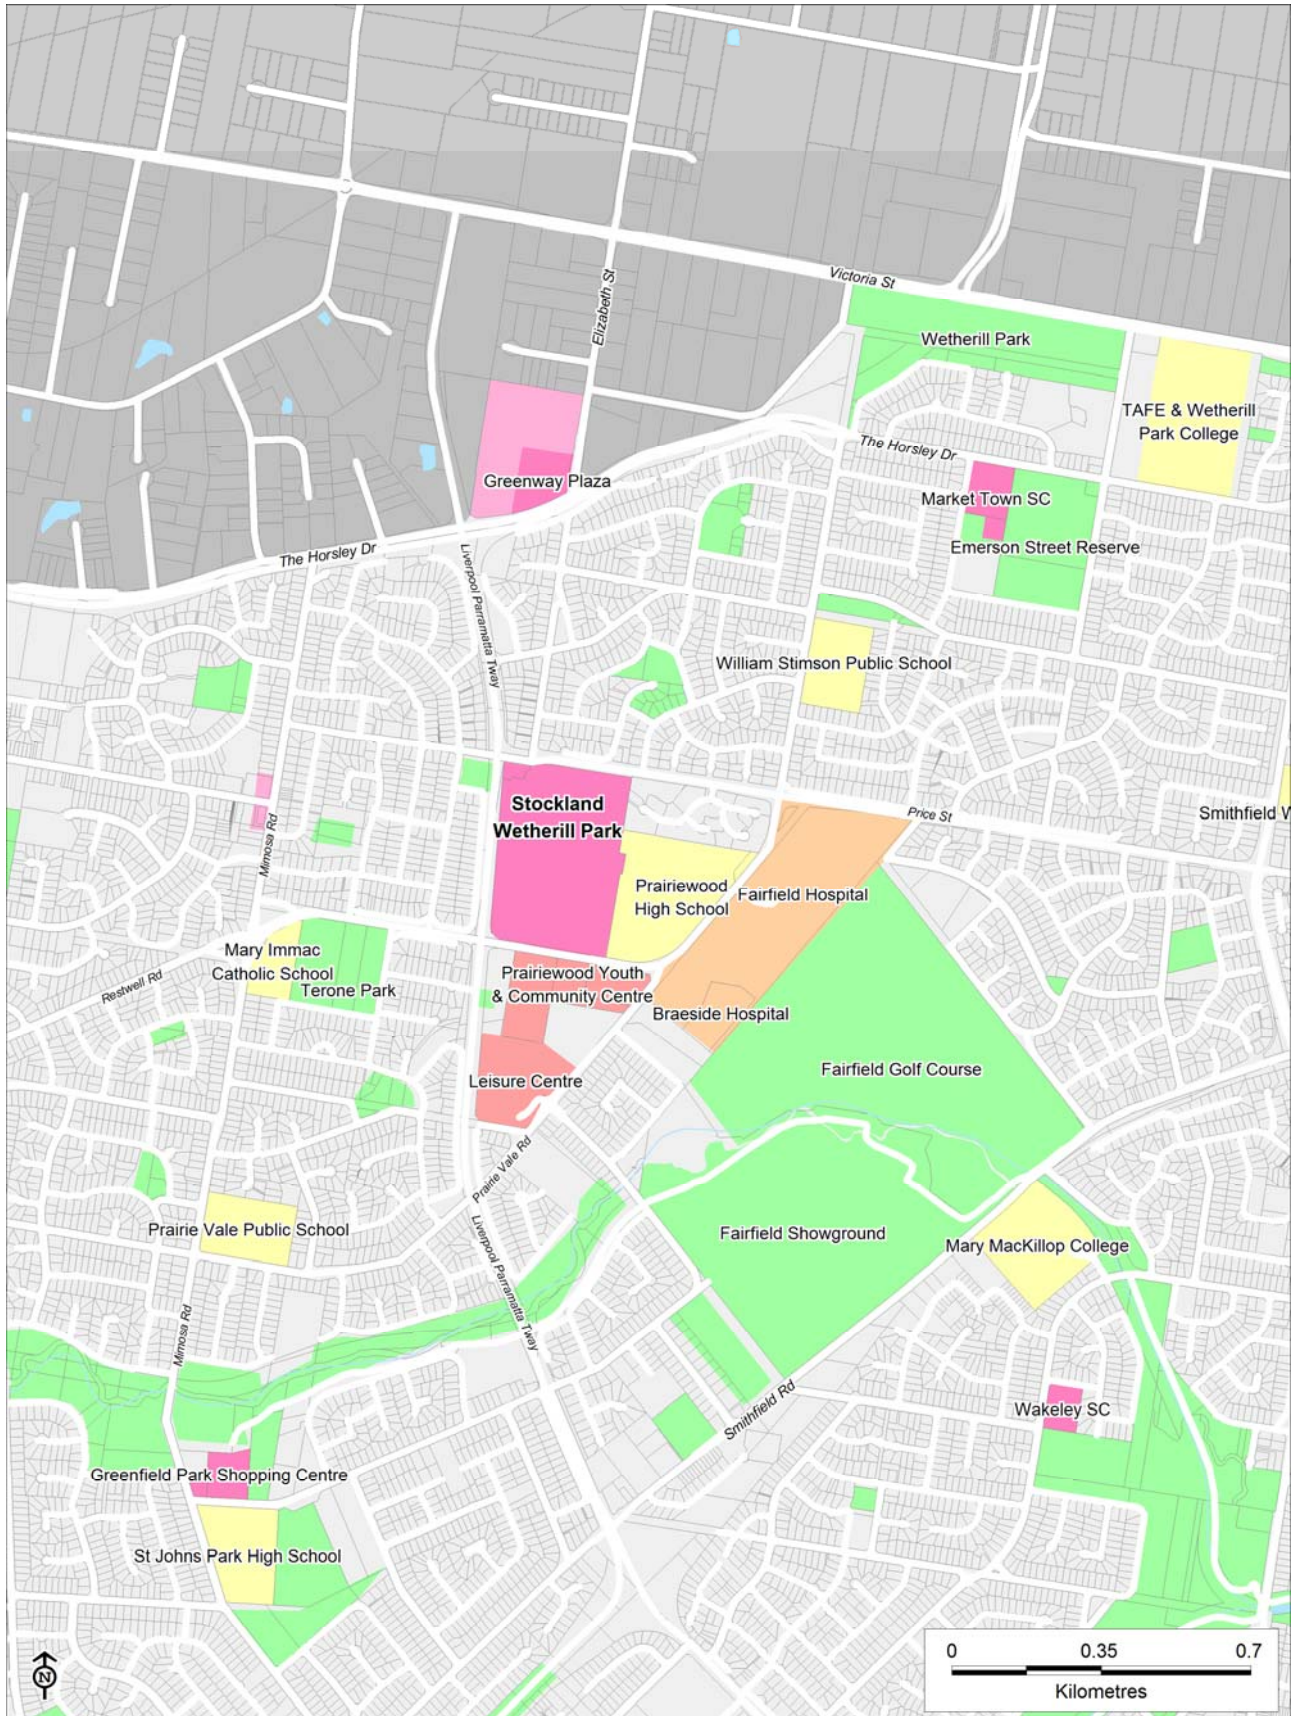 Victoria St
Elizabeth St
Wetherill Park
TAFE & Wetherill
Park College
The Horsley Dr
Greenway Plaza
Market Town SC
Emerson Street Reserve
The Horsley Dr
Liverpool Parramatta Tway
William Stimson Public School
Stockland
Wetherill Park
Price St
Smithfield W
Mimosa Rd
Prairiewood
High School
Fairfield Hospital
Mary Immac
Catholic School
Terone Park
Restwell Rd
Prairiewood Youth
& Community Centre
Braeside Hospital
Fairfield Golf Course
Leisure Centre
Prairie Vale Rd
Prairie Vale Public School
Liverpool Parramatta Tway
Fairfield Showground
Mary MacKillop College
Mimosa Rd
Smithfield Rd
Wakeley SC
Greenfield Park Shopping Centre
St Johns Park High School
N
0 0.35 0.7
Kilometres